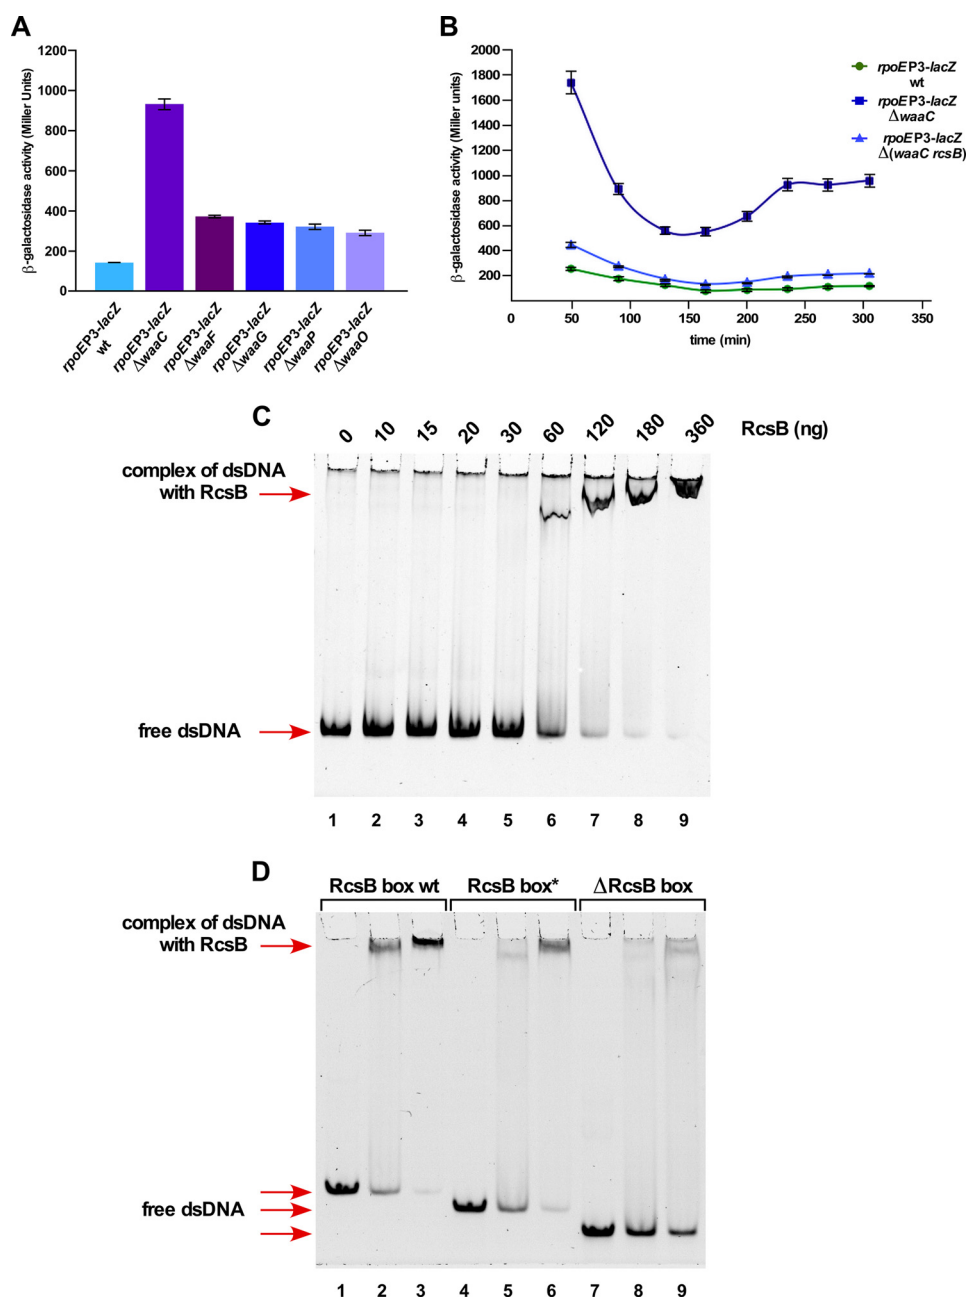 A
β-galactosidase activity (Miller Units)
1200
1000
800
600
400
200
0
rpoEP3-lacZ
wt
rpoEP3-lacZ
ΔwaaC
rpoEP3-lacZ
ΔwaaF
rpoEP3-lacZ
ΔwaaG
rpoEP3-lacZ
ΔwaaP
rpoEP3-lacZ
ΔwaaO
B
β-galactosidase activity (Miller Units)
2000
1800
1600
1400
1200
1000
800
600
400
200
0 50 100 150 200 250 300 350
time (min)
rpoEP3-lacZ
wt
rpoEP3-lacZ
ΔwaaC
rpoEP3-lacZ
Δ(waaC rcsB)
C
0 10 15 20 30 60 120 180 360 RcsB (ng)
complex of dsDNA
with RcsB
free dsDNA
1 2 3 4 5 6 7 8 9
D
RcsB box wt RcsB box* ΔRcsB box
complex of dsDNA
with RcsB
free dsDNA
1 2 3 4 5 6 7 8 9